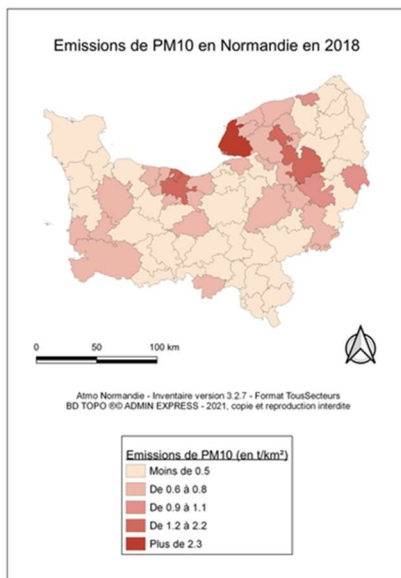 Emissions de PM10 en Normandie en 2018
0 50 100 km
Atmo Normandie - Inventaire version 3.2.7 - Format TousSecteurs
BD TOPO ®© ADMIN EXPRESS - 2021, copie et reproduction interdite
Emissions de PM10 (en t/km²)
Moins de 0.5
De 0.6 à 0.8
De 0.9 à 1.1
De 1.2 à 2.2
Plus de 2.3